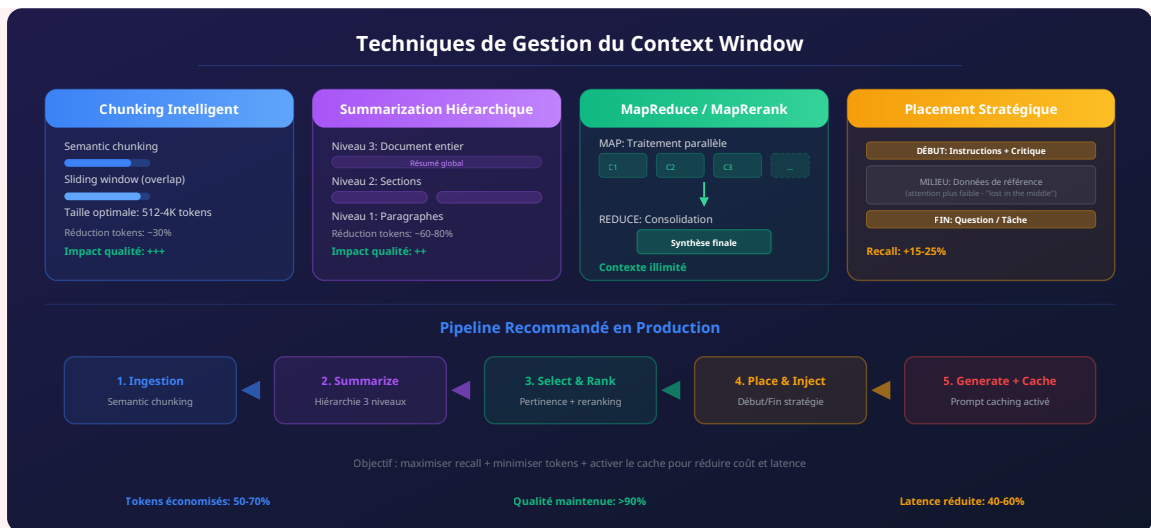 Techniques de Gestion du Context Window
Chunking Intelligent
Semantic chunking
Sliding window (overlap)
Taille optimale: 512-4K tokens
Réduction tokens: ~30%
Impact qualité: +++
Summarization Hiérarchique
Niveau 3: Document entier
Résumé global
Niveau 2: Sections
Niveau 1: Paragraphes
Réduction tokens: ~60-80%
Impact qualité: ++
MapReduce / MapRerank
MAP: Traitement parallèle
C1
C2
C3
...
REDUCE: Consolidation
Synthèse finale
Contexte illimité
Placement Stratégique
DÉBUT: Instructions + Critique
MILIEU: Données de référence
(attention plus faible - "lost in the middle")
FIN: Question / Tâche
Recall: +15-25%
Pipeline Recommandé en Production
1. Ingestion
Semantic chunking
2. Summarize
Hiérarchie 3 niveaux
3. Select & Rank
Pertinence + reranking
4. Place & Inject
Début/Fin stratégie
5. Generate + Cache
Prompt caching activé
Objectif : maximiser recall + minimiser tokens + activer le cache pour réduire coût et latence
Tokens économisés: 50-70%
Qualité maintenue: >90%
Latence réduite: 40-60%